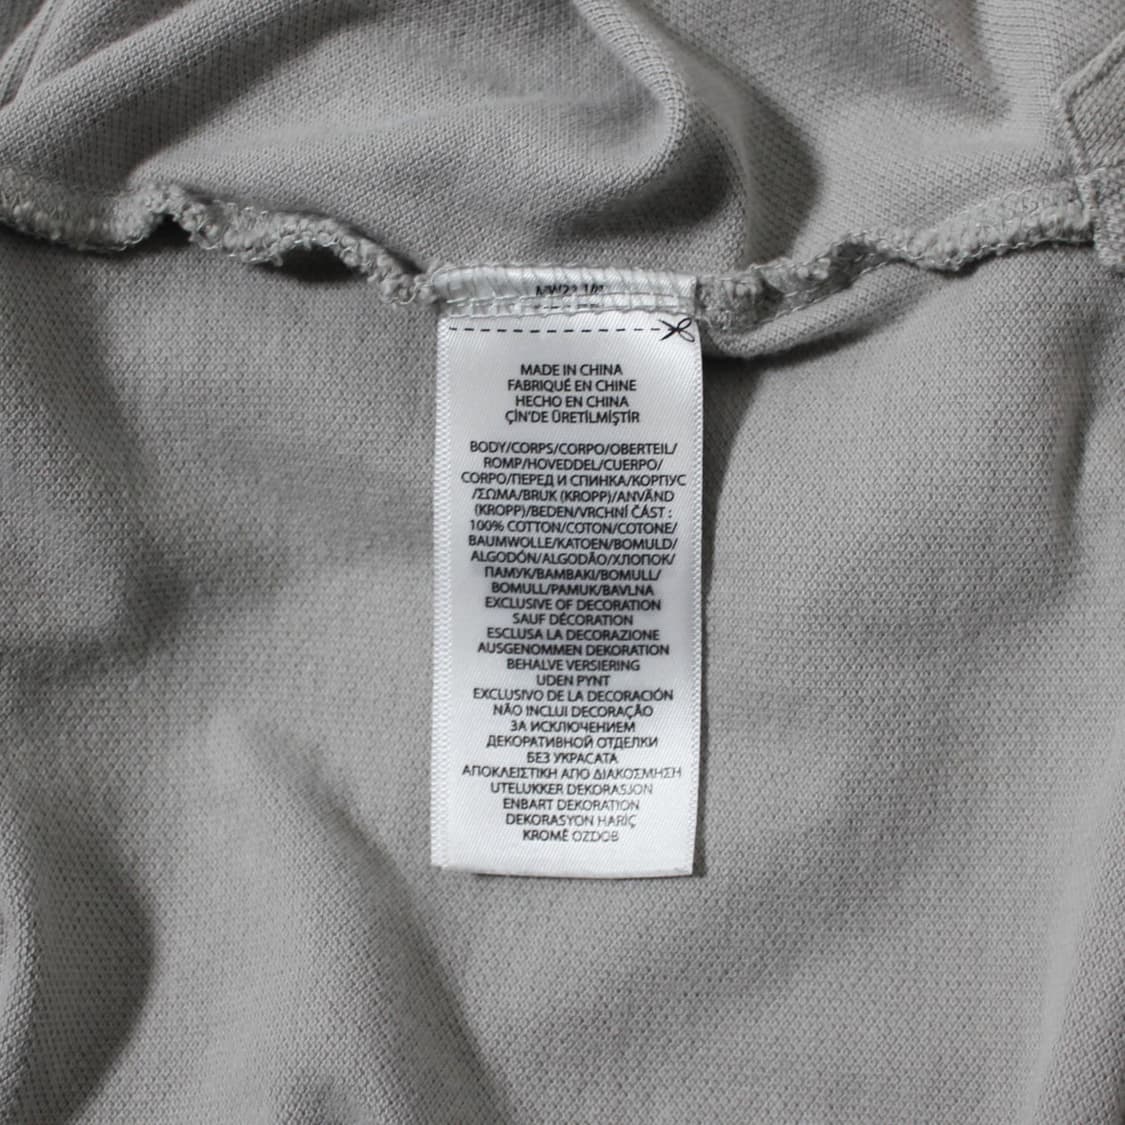 MADE IN CHINA
FABRIQUÉ EN CHINE
HECHO EN CHINA
ÇİN'DE ÜRETİLMİŞTİR
BODY/CORPS/CORPO/OBERTEIL/
ROMP/HOVEDDEL/CUERPO/
CORPO/ПЕРЕД И СПИНКА/КОРПУС
/ΣΩΜΑ/BRUK (KROPP)/ANVÄND
(KROPP)/BEDEN/VRCHNÍ ČÁST :
100% COTTON/COTON/COTONE/
BAUMWOLLE/KATOEN/BOMULD/
ALGODÓN/ALGODÃO/ХЛОПОК/
ПАМУК/ΒΑΜΒΑΚΙ/BOMULL/
BOMULL/PAMUK/BAVLNA
EXCLUSIVE OF DECORATION
SAUF DÉCORATION
ESCLUSA LA DECORAZIONE
AUSGENOMMEN DEKORATION
BEHALVE VERSIERING
UDEN PYNT
EXCLUSIVO DE LA DECORACIÓN
NÃO INCLUI DECORAÇÃO
ЗА ИСКЛЮЧЕНИЕМ
ДЕКОРАТИВНОЙ ОТДЕЛКИ
БЕЗ УКРАСАТА
ΑΠΟΚΛΕΙΣΤΙΚΗ ΑΠΟ ΔΙΑΚΟΣΜΗΣΗ
UTELUKKER DEKORASJON
ENBART DEKORATION
DEKORASYON HARİÇ
KROMĚ OZDOB